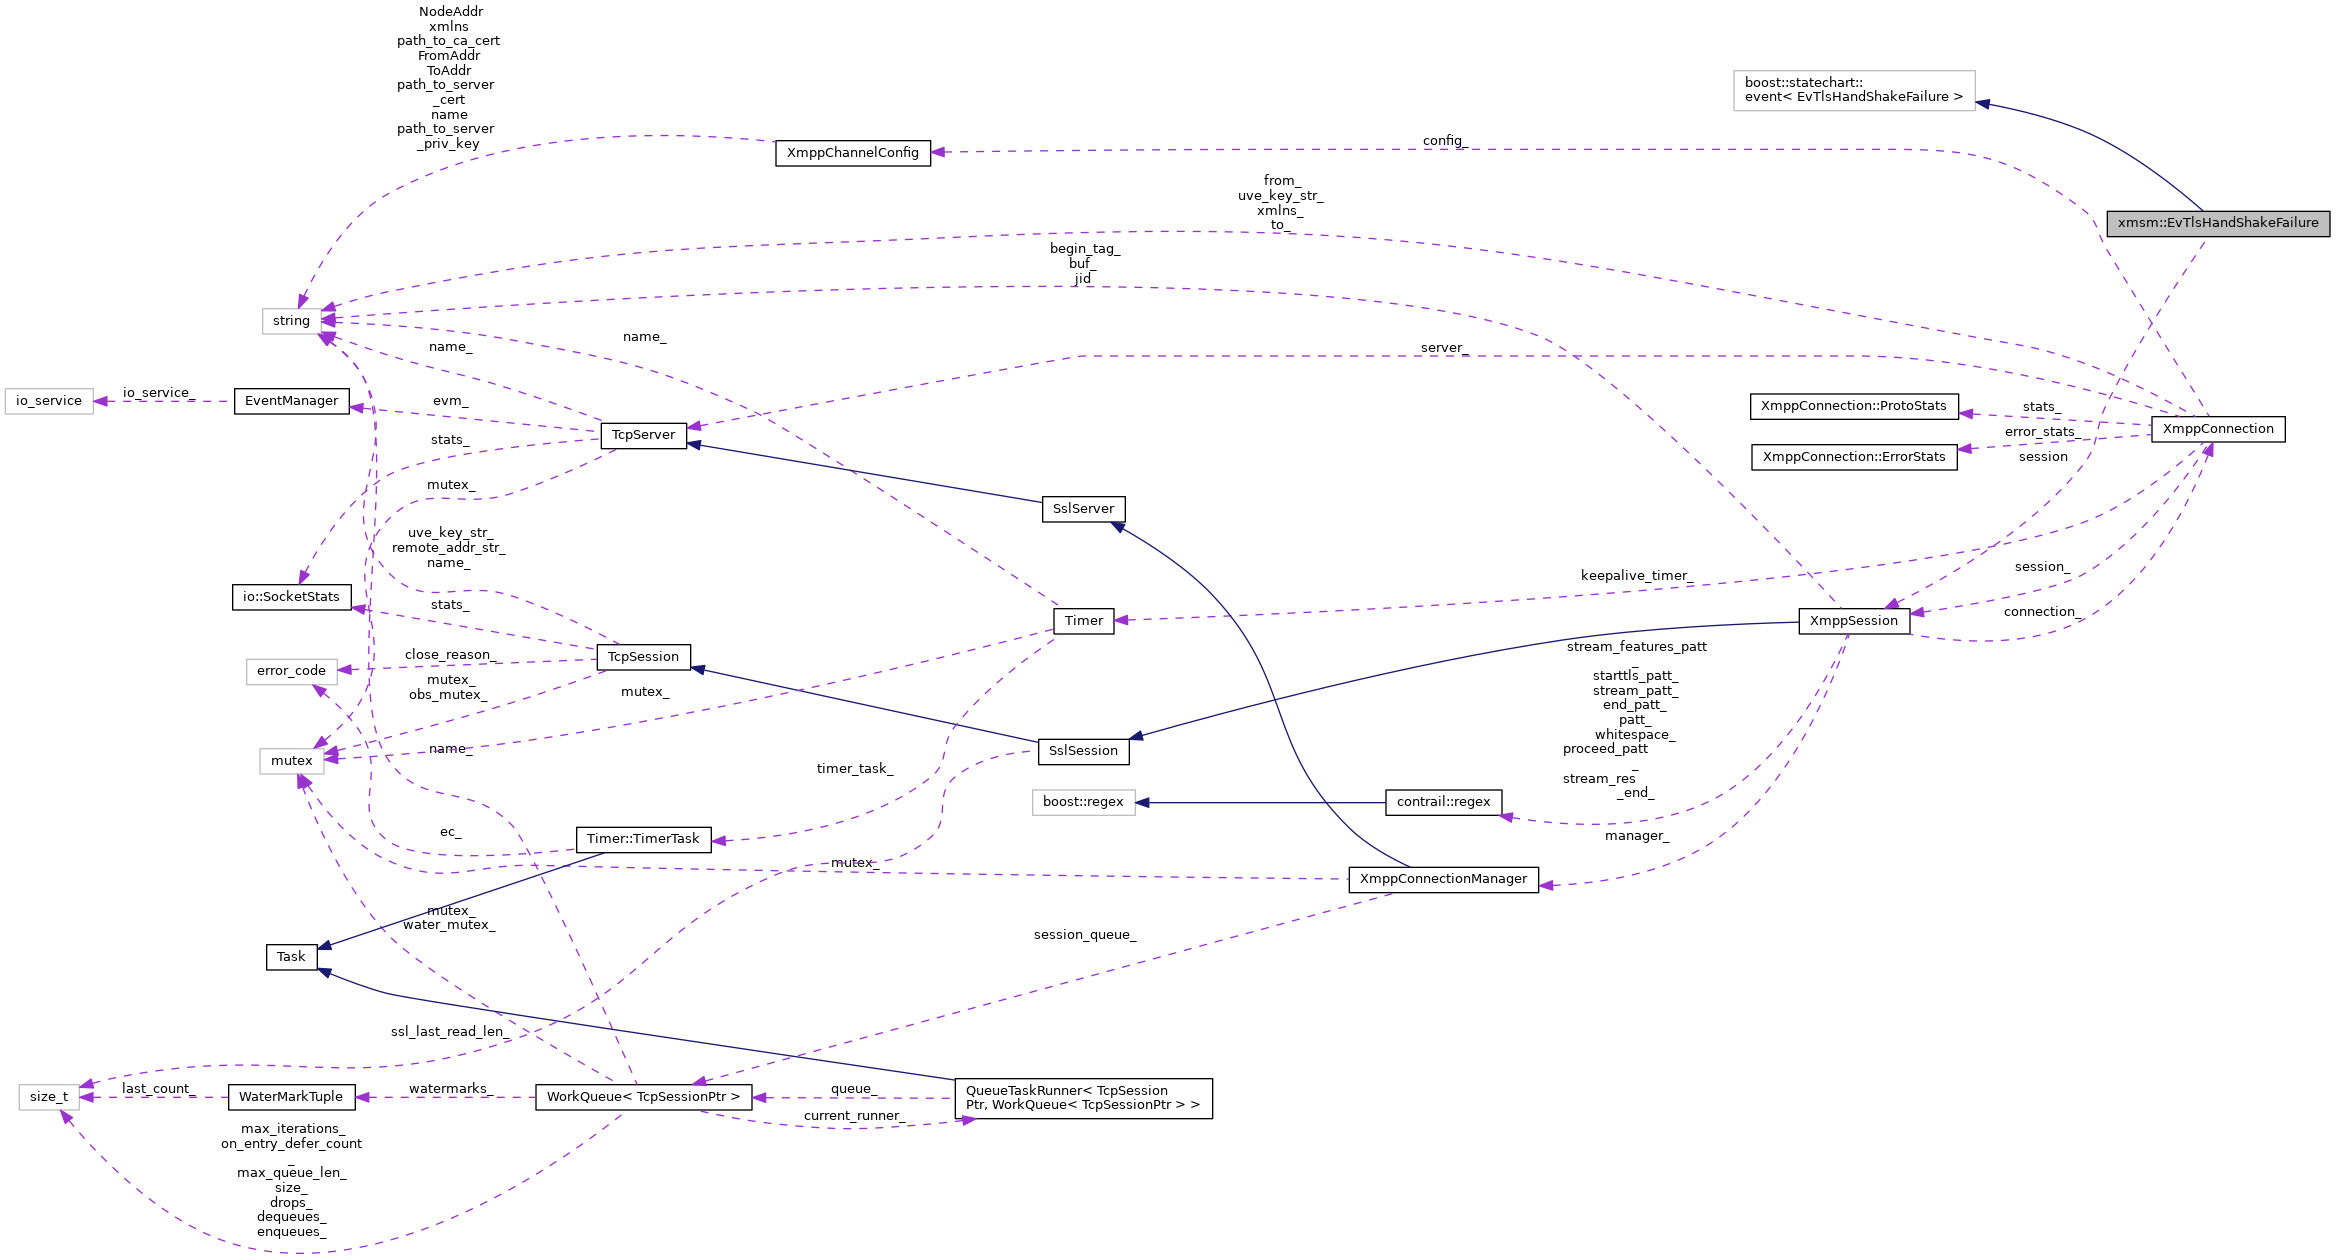 NodeAddr
xmlns
path_to_ca_cert
FromAddr
ToAddr
path_to_server
_cert
name
path_to_server
_priv_key
boost::statechart::
event< EvTlsHandShakeFailure >
XmppChannelConfig
config_
from_
uve_key_str_
xmlns_
to_
xmsm::EvTlsHandShakeFailure
begin_tag_
buf_
jid
string
name_
name_
server_
io_service
io_service_
EventManager
evm_
TcpServer
stats_
XmppConnection::ProtoStats
stats_
XmppConnection
error_stats_
XmppConnection::ErrorStats
session
mutex_
SslServer
uve_key_str_
remote_addr_str_
name_
io::SocketStats
stats_
keepalive_timer_
session_
connection_
Timer
XmppSession
TcpSession
close_reason_
error_code
mutex_
obs_mutex_
mutex_
stream_features_patt
_
starttls_patt_
stream_patt_
end_patt_
patt_
whitespace_
proceed_patt
_
stream_res
_end_
name_
mutex
SslSession
timer_task_
boost::regex
contrail::regex
ec_
Timer::TimerTask
manager_
mutex_
XmppConnectionManager
mutex_
water_mutex_
session_queue_
Task
ssl_last_read_len_
size_t
last_count_
WaterMarkTuple
watermarks_
WorkQueue< TcpSessionPtr >
queue_
current_runner_
QueueTaskRunner< TcpSession
Ptr, WorkQueue< TcpSessionPtr > >
max_iterations_
on_entry_defer_count
_
max_queue_len_
size_
drops_
dequeues_
enqueues_